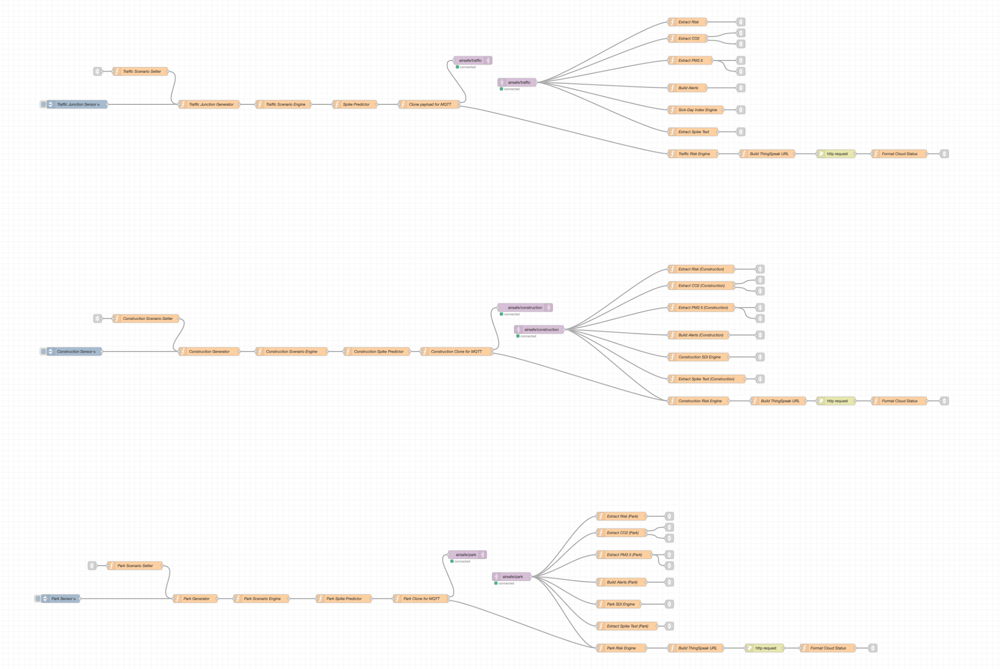 Extract Risk
Extract CO2
airsafe/traffic
connected
Extract PM2.5
Traffic Scenario Setter
airsafe/traffic
connected
Build Alerts
Traffic Junction Sensor ↻
Traffic Junction Generator
Traffic Scenario Engine
Spike Predictor
Clone payload for MQTT
Sick-Day Index Engine
Extract Spike Text
Traffic Risk Engine
Build ThingSpeak URL
http request
Format Cloud Status
Extract Risk (Construction)
Extract CO2 (Construction)
airsafe/construction
connected
Extract PM2.5 (Construction)
Construction Scenario Setter
airsafe/construction
connected
Build Alerts (Construction)
Construction Sensor ↻
Construction Generator
Construction Scenario Engine
Construction Spike Predictor
Construction Clone for MQTT
Construction SDI Engine
Extract Spike Text (Construction)
Construction Risk Engine
Build ThingSpeak URL
http request
Format Cloud Status
Extract Risk (Park)
Extract CO2 (Park)
airsafe/park
connected
Extract PM2.5 (Park)
Park Scenario Setter
airsafe/park
connected
Build Alerts (Park)
Park Sensor ↻
Park Generator
Park Scenario Engine
Park Spike Predictor
Park Clone for MQTT
Park SDI Engine
Extract Spike Text (Park)
Park Risk Engine
Build ThingSpeak URL
http request
Format Cloud Status